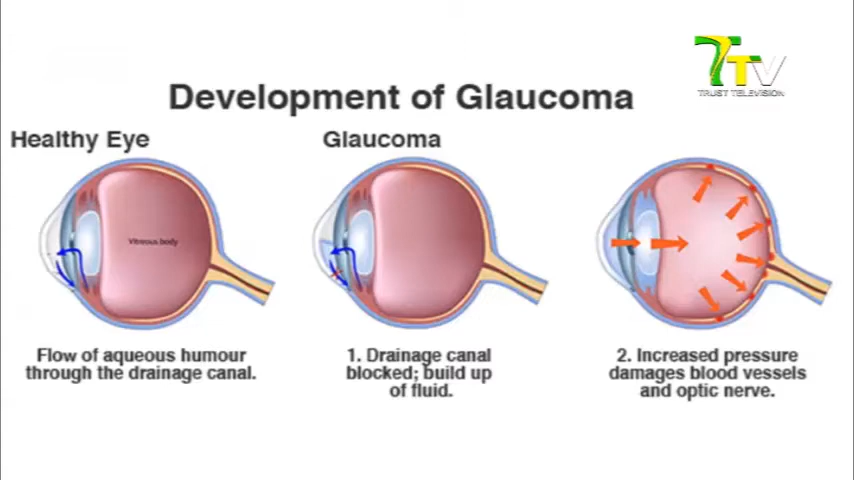 TTV
TRUST TELEVISION
Development of Glaucoma
Healthy Eye
Glaucoma
Vitreous body
Flow of aqueous humour
through the drainage canal.
1. Drainage canal
blocked; build up
of fluid.
2. Increased pressure
damages blood vessels
and optic nerve.